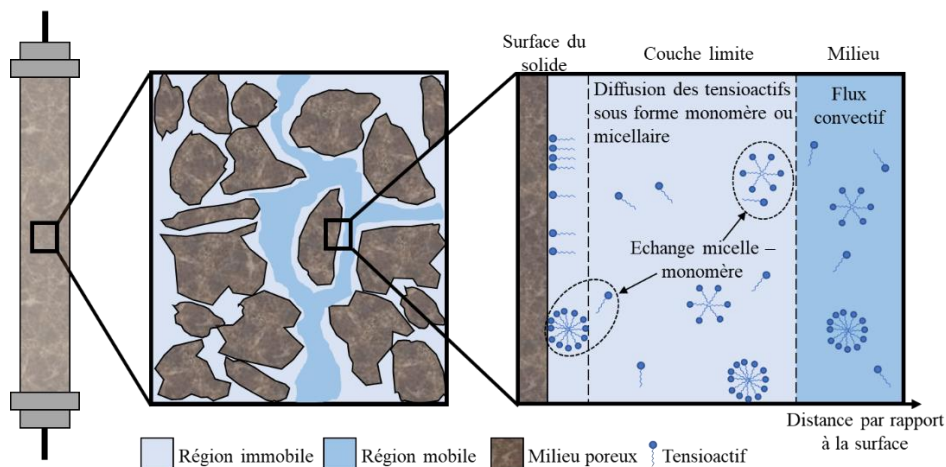 Surface du
solide
Couche limite
Milieu
Diffusion des tensioactifs
sous forme monomère ou
micellaire
Flux
convectif
Echange micelle –
monomère
Distance par rapport
à la surface
Région immobile
Région mobile
Milieu poreux
Tensioactif